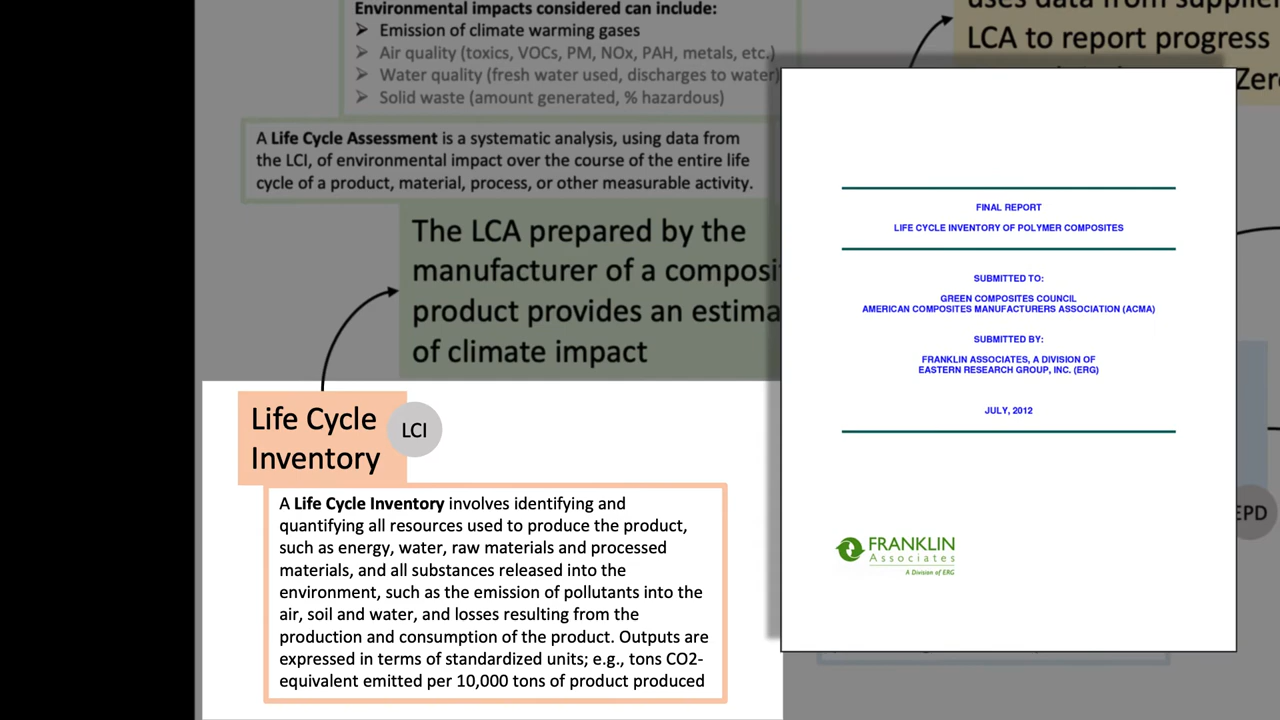 Environmental impacts considered can include:
➢ Emission of climate warming gases
➢ Air quality (toxics, VOCs, PM, NOx, PAH, metals, etc.)
➢ Water quality (fresh water used, discharges to water)
➢ Solid waste (amount generated, % hazardous)
A Life Cycle Assessment is a systematic analysis, using data from
the LCI, of environmental impact over the course of the entire life
cycle of a product, material, process, or other measurable activity.
The LCA prepared by the
manufacturer of a composi
product provides an estima
of climate impact
Life Cycle
Inventory
LCI
A Life Cycle Inventory involves identifying and
quantifying all resources used to produce the product,
such as energy, water, raw materials and processed
materials, and all substances released into the
environment, such as the emission of pollutants into the
air, soil and water, and losses resulting from the
production and consumption of the product. Outputs are
expressed in terms of standardized units; e.g., tons CO2-
equivalent emitted per 10,000 tons of product produced
uses data from supplie
LCA to report progress
Zero
FINAL REPORT
LIFE CYCLE INVENTORY OF POLYMER COMPOSITES
SUBMITTED TO:
GREEN COMPOSITES COUNCIL
AMERICAN COMPOSITES MANUFACTURERS ASSOCIATION (ACMA)
SUBMITTED BY:
FRANKLIN ASSOCIATES, A DIVISION OF
EASTERN RESEARCH GROUP, INC. (ERG)
JULY, 2012
FRANKLIN
Associates
A Division of ERG
EPD